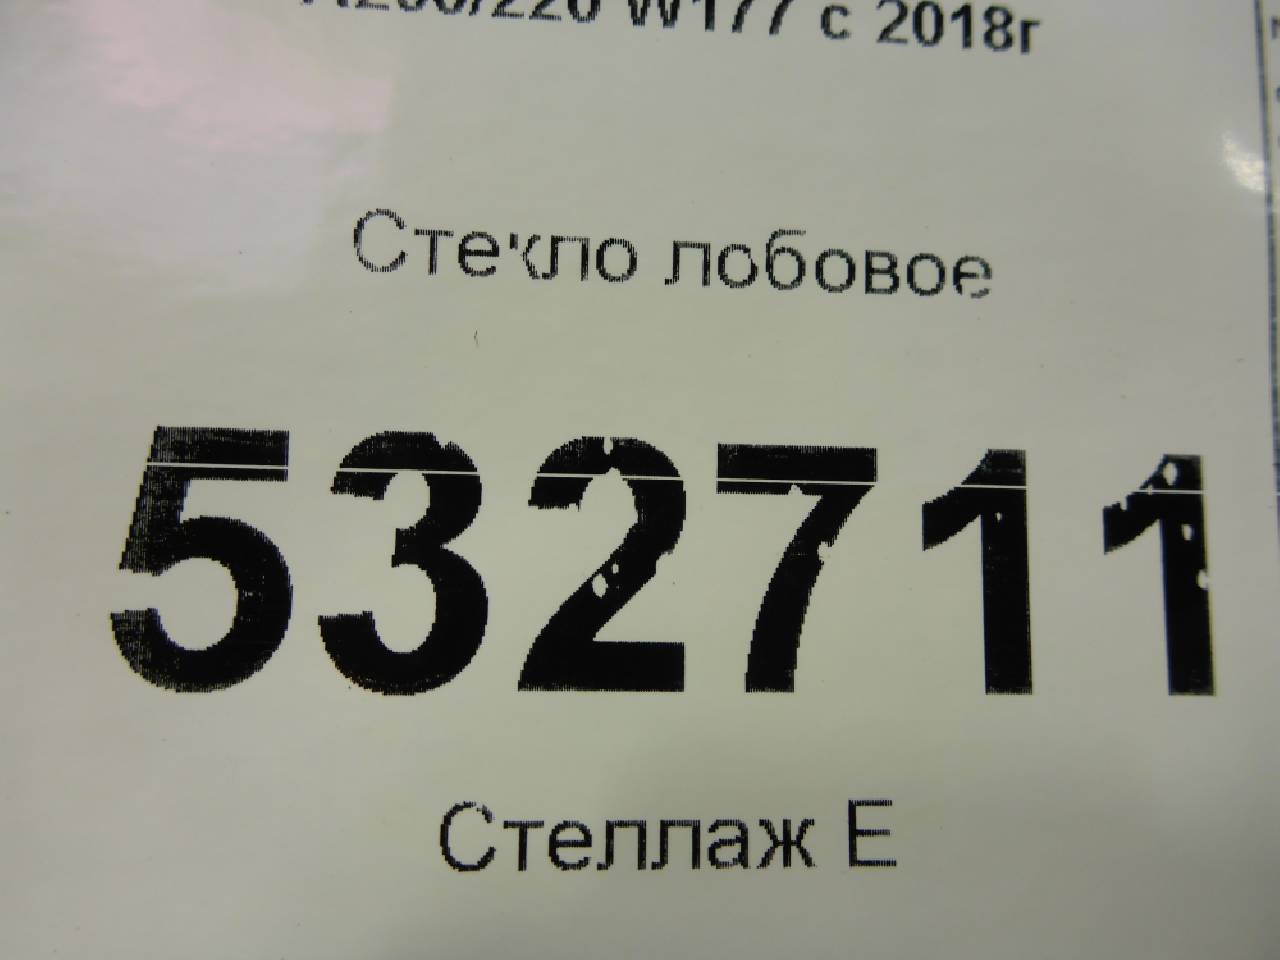 W177 с 2018г
Стекло лобовое
532711
Стеллаж Е